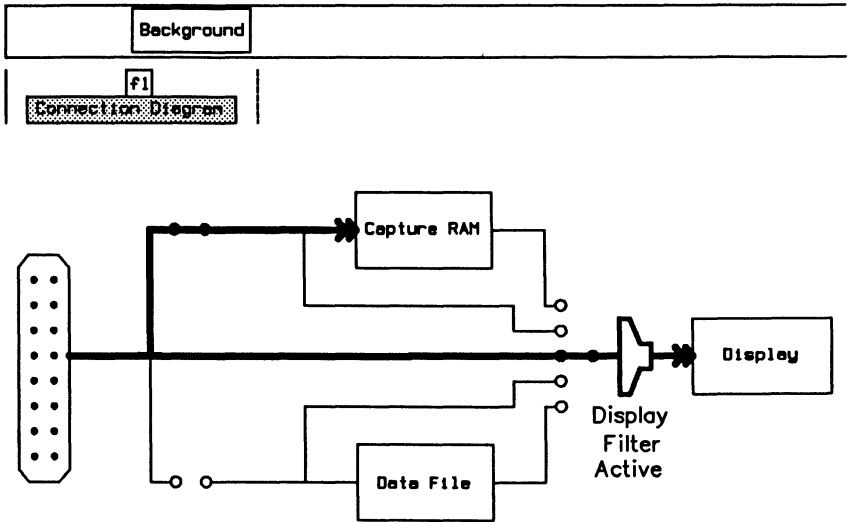 Background
f1
Connection Diagram
Capture RAM
Display
Display
Filter
Active
Data File